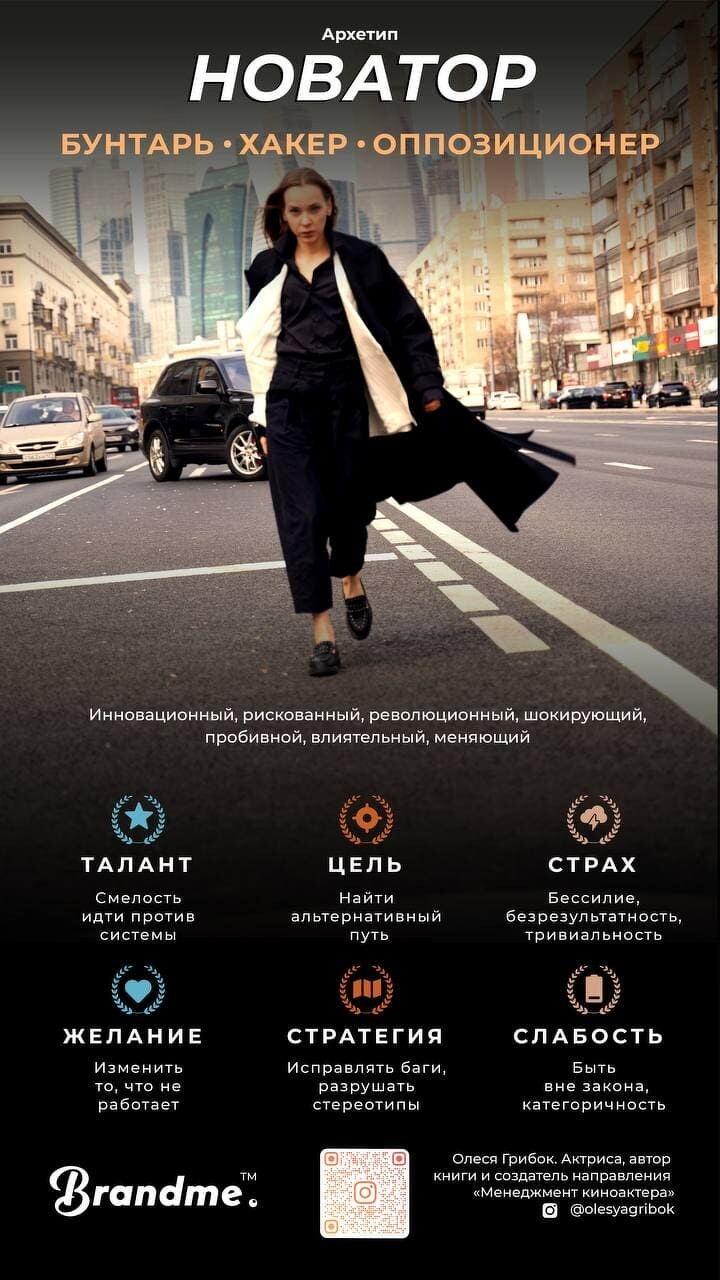 Архетип
НОВАТОР
БУНТАРЬ • ХАКЕР • ОППОЗИЦИОНЕР
Инновационный, рискованный, революционный, шокирующий,
пробивной, влиятельный, меняющий
ТАЛАНТ
Смелость
идти против
системы
ЦЕЛЬ
Найти
альтернативный
путь
СТРАХ
Бессилие,
безрезультатность,
тривиальность
ЖЕЛАНИЕ
Изменить
то, что не
работает
СТРАТЕГИЯ
Исправлять баги,
разрушать
стереотипы
СЛАБОСТЬ
Быть
вне закона,
категоричность
Brandme.™
Олеся Грибок. Актриса, автор
книги и создатель направления
«Менеджмент киноактера»
@olesyagribok